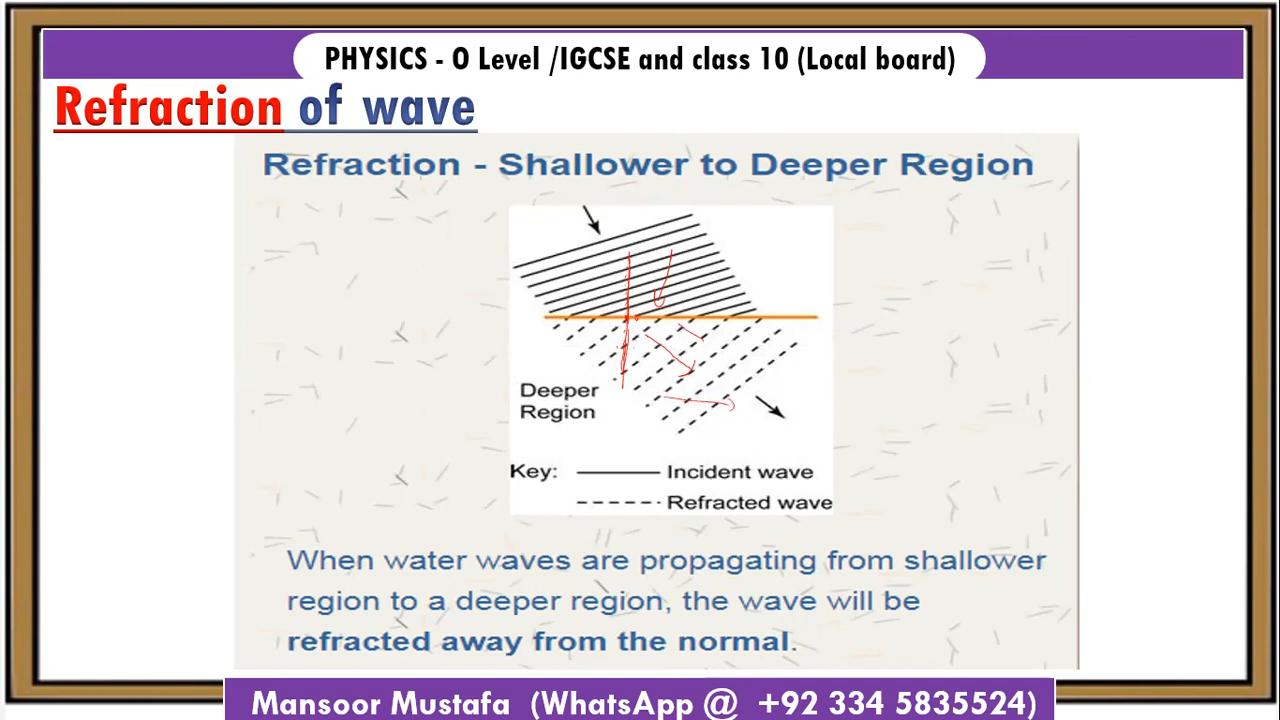 PHYSICS - O Level /IGCSE and class 10 (Local board)
Refraction of wave
Refraction - Shallower to Deeper Region
Deeper
Region
Key: Incident wave
Refracted wave
When water waves are propagating from shallower
region to a deeper region, the wave will be
refracted away from the normal.
Mansoor Mustafa (WhatsApp @ +92 334 5835524)